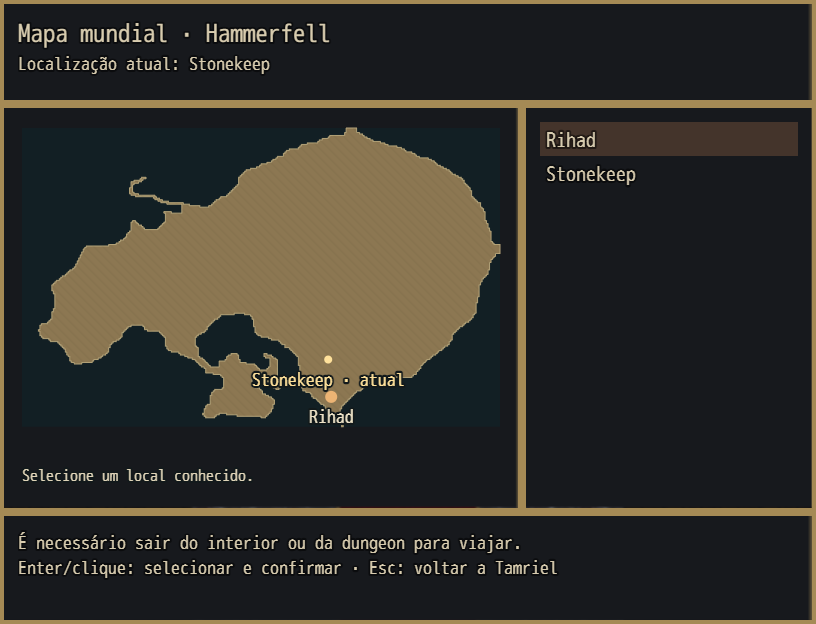 Mapa mundial · Hammerfell
Localização atual: Stonekeep
Rihad
Stonekeep
Stonekeep · atual
Rihad
Selecione um local conhecido.
É necessário sair do interior ou da dungeon para viajar.
Enter/clique: selecionar e confirmar · Esc: voltar a Tamriel